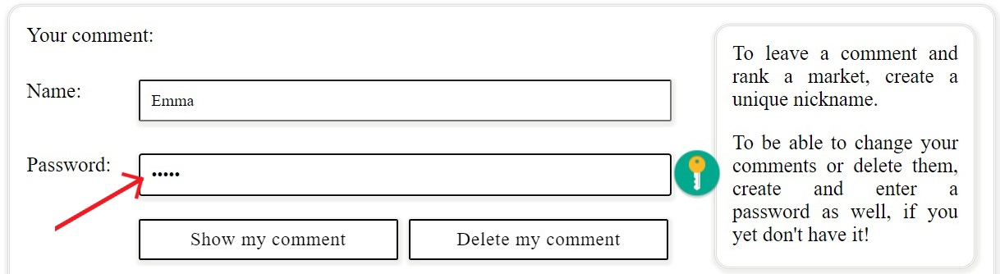 Your comment:
Name:
Emma
Password:
•••••
Show my comment
Delete my comment
To leave a comment and
rank a market, create a
unique nickname.
To be able to change your
comments or delete them,
create and enter a
password as well, if you
yet don't have it!